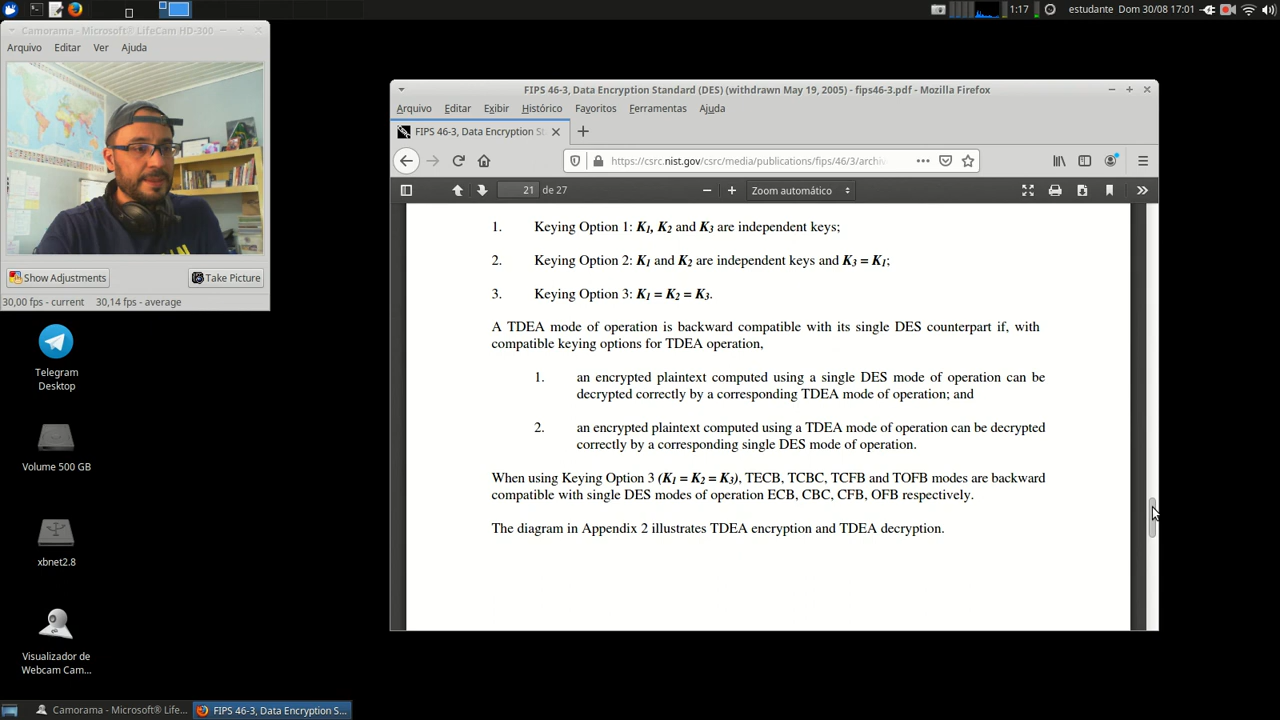 1:17
estudante Dom 30/08 17:01
Camorama - Microsoft® LifeCam HD-300
Arquivo Editar Ver Ajuda
Show Adjustments
Take Picture
30,00 fps - current 30,14 fps - average
Telegram
Desktop
Volume 500 GB
xbnet2.8
Visualizador de
Webcam Cam...
FIPS 46-3, Data Encryption Standard (DES) (withdrawn May 19, 2005) - fips46-3.pdf - Mozilla Firefox
Arquivo Editar Exibir Histórico Favoritos Ferramentas Ajuda
FIPS 46-3, Data Encryption St
https://csrc.nist.gov/csrc/media/publications/fips/46/3/archiv
21 de 27
Zoom automático
1. Keying Option 1: K1, K2 and K3 are independent keys;
2. Keying Option 2: K1 and K2 are independent keys and K3 = K1;
3. Keying Option 3: K1 = K2 = K3.
A TDEA mode of operation is backward compatible with its single DES counterpart if, with
compatible keying options for TDEA operation,
1. an encrypted plaintext computed using a single DES mode of operation can be
decrypted correctly by a corresponding TDEA mode of operation; and
2. an encrypted plaintext computed using a TDEA mode of operation can be decrypted
correctly by a corresponding single DES mode of operation.
When using Keying Option 3 (K1 = K2 = K3), TECB, TCBC, TCFB and TOFB modes are backward
compatible with single DES modes of operation ECB, CBC, CFB, OFB respectively.
The diagram in Appendix 2 illustrates TDEA encryption and TDEA decryption.
Camorama - Microsoft® LifeC...
FIPS 46-3, Data Encryption S...